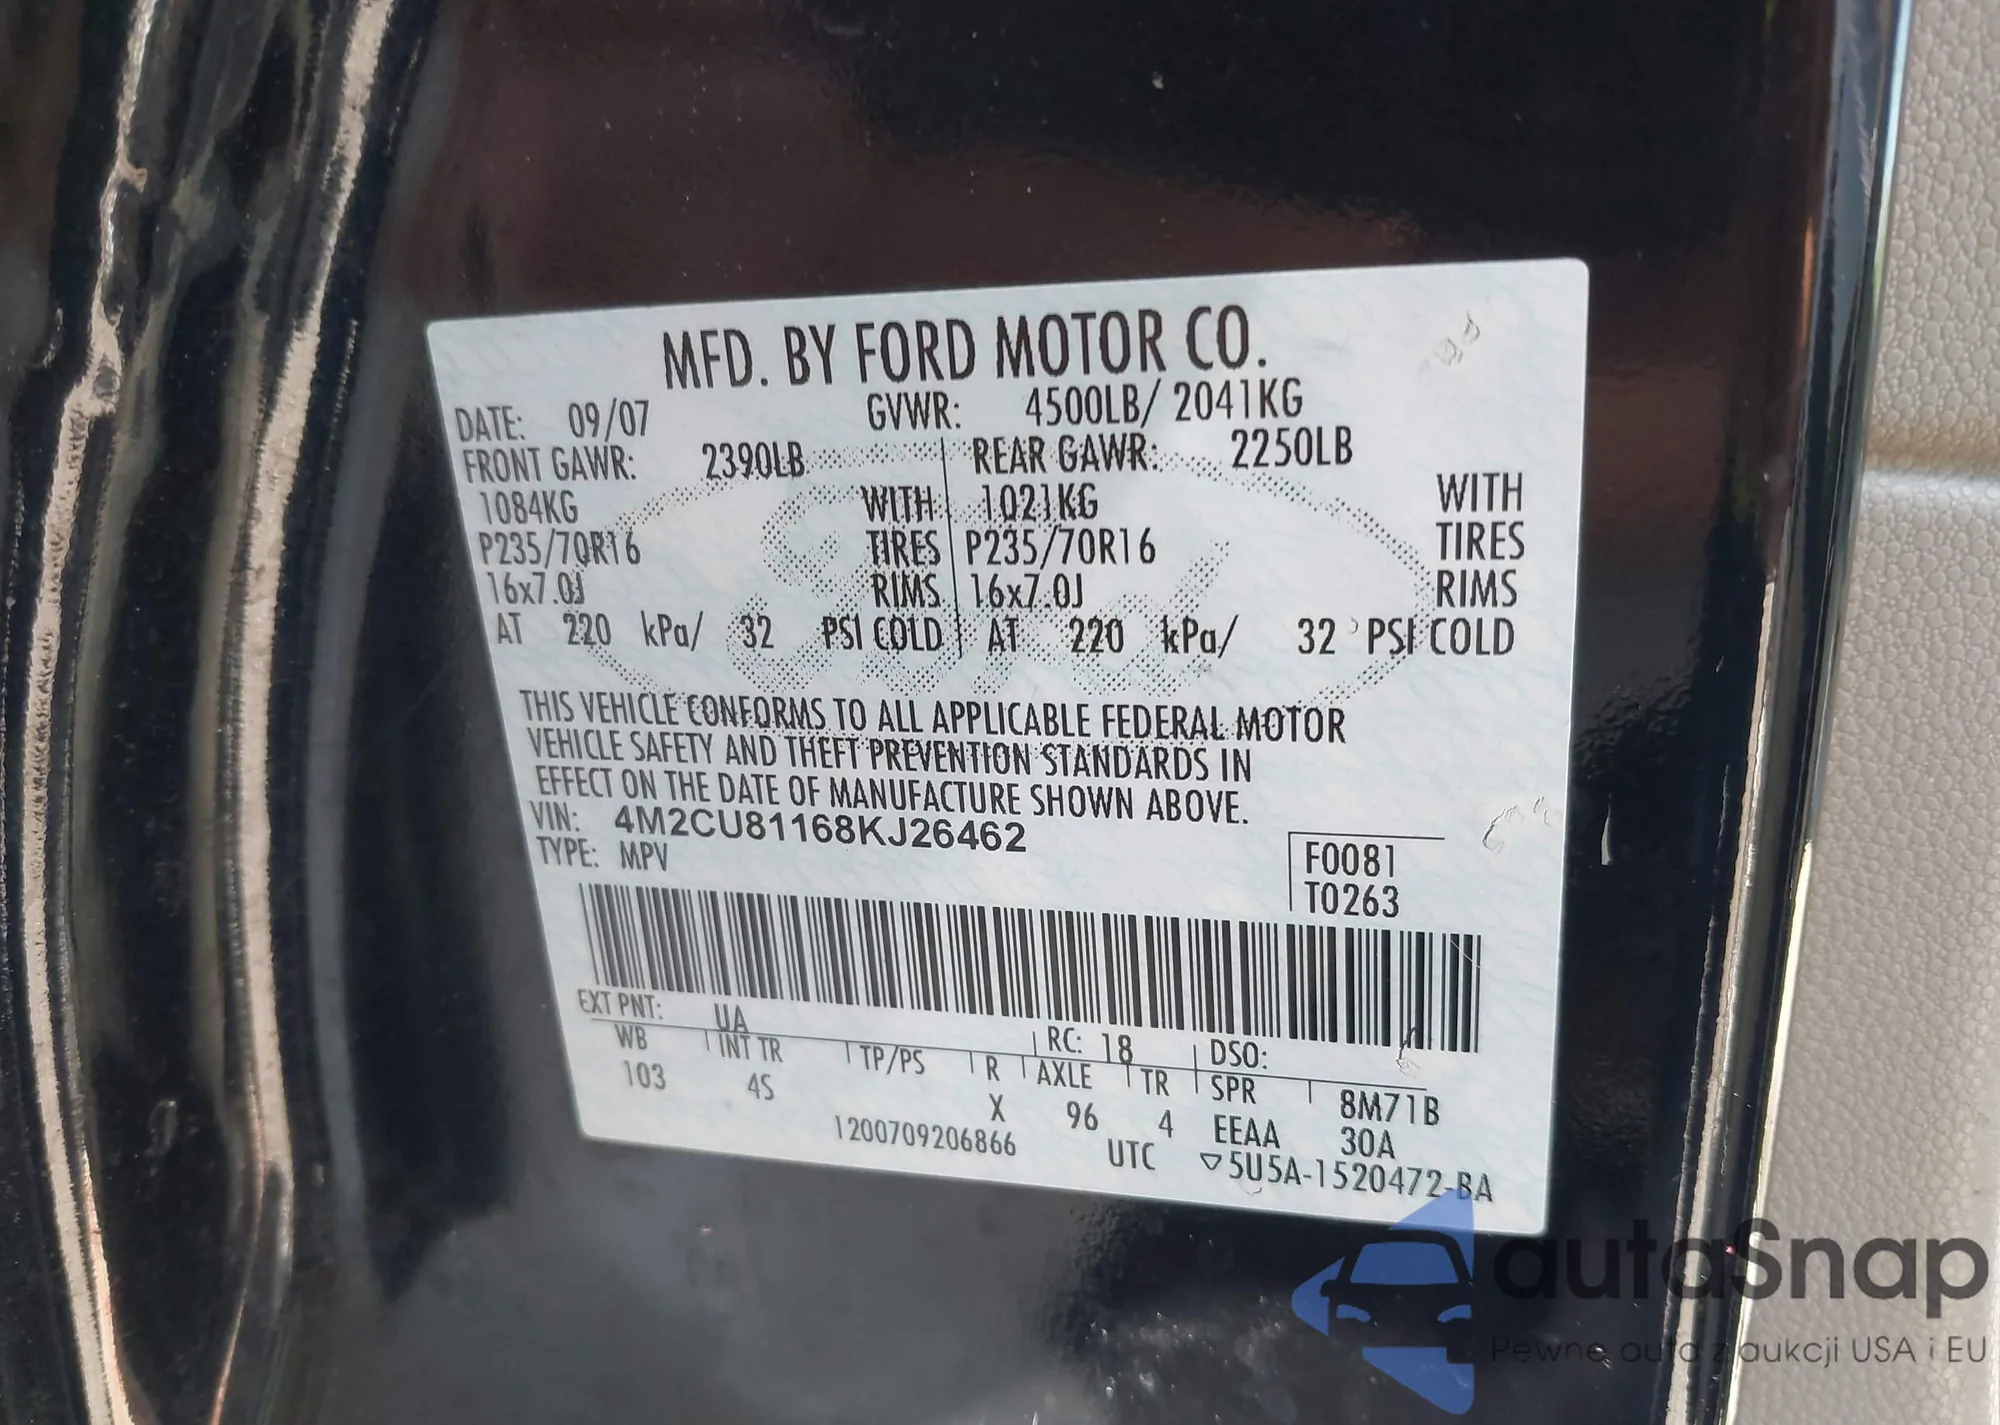 MFD. BY FORD MOTOR CO.
DATE: 09/07 GVWR: 4500LB/ 2041KG
FRONT GAWR: 2390LB REAR GAWR: 2250LB
1084KG WITH 1021KG WITH
P235/70R16 TIRES P235/70R16 TIRES
16x7.0J RIMS 16x7.0J RIMS
AT 220 kPa/ 32 PSI COLD AT 220 kPa/ 32 PSI COLD
THIS VEHICLE CONFORMS TO ALL APPLICABLE FEDERAL MOTOR
VEHICLE SAFETY AND THEFT PREVENTION STANDARDS IN
EFFECT ON THE DATE OF MANUFACTURE SHOWN ABOVE.
VIN: 4M2CU81168KJ26462
TYPE: MPV
F0081
T0263
EXT PNT: UA RC: 18 DSO:
WB INT TR TP/PS R AXLE TR SPR 8M71B
103 4S X 96 4 EEAA 30A
1200709206866 UTC ▽5U5A-1520472-BA
autaSnap
Pewne auta z aukcji USA i EU